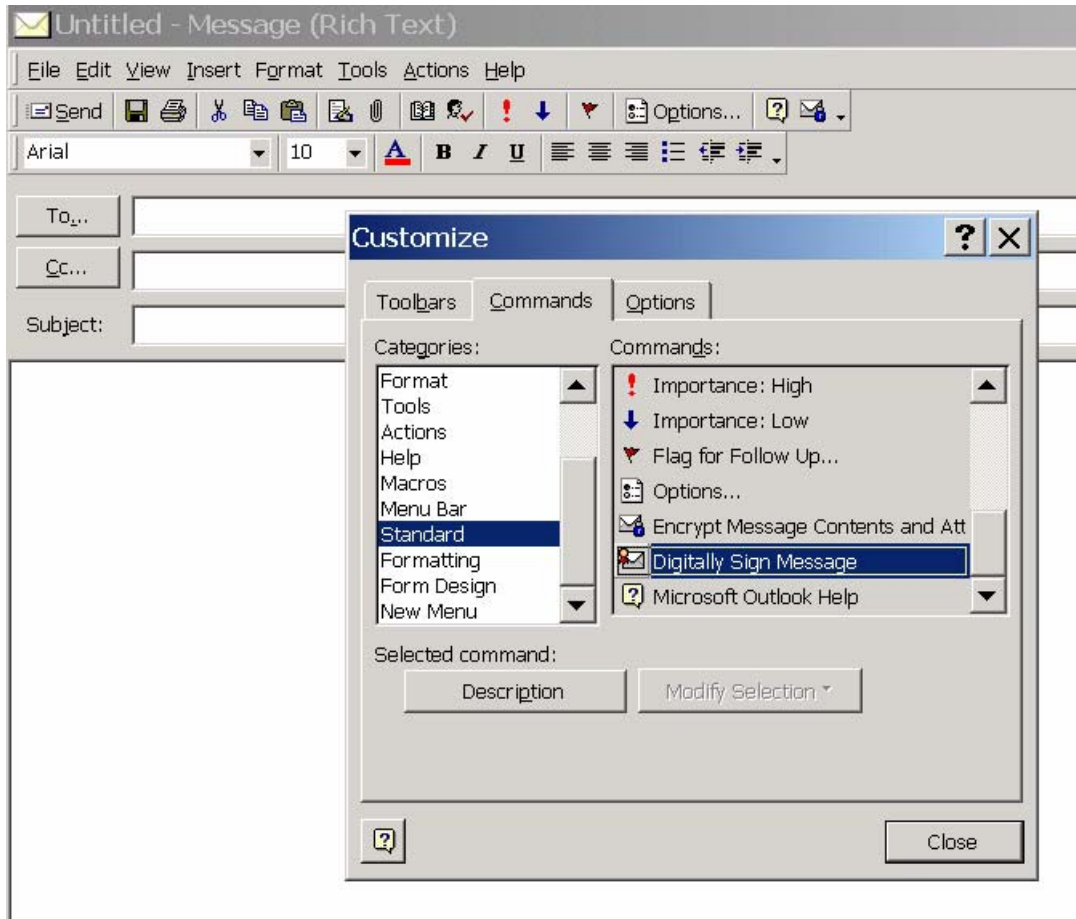 Untitled - Message (Rich Text)
File Edit View Insert Format Tools Actions Help
Send Options...
Arial 10 A B I U
To...
Cc...
Subject:
Customize
Toolbars Commands Options
Categories: Commands:
Format
Tools
Actions
Help
Macros
Menu Bar
Standard
Formatting
Form Design
New Menu
Importance: High
Importance: Low
Flag for Follow Up...
Options...
Encrypt Message Contents and Att
Digitally Sign Message
Microsoft Outlook Help
Selected command:
Description Modify Selection
Close